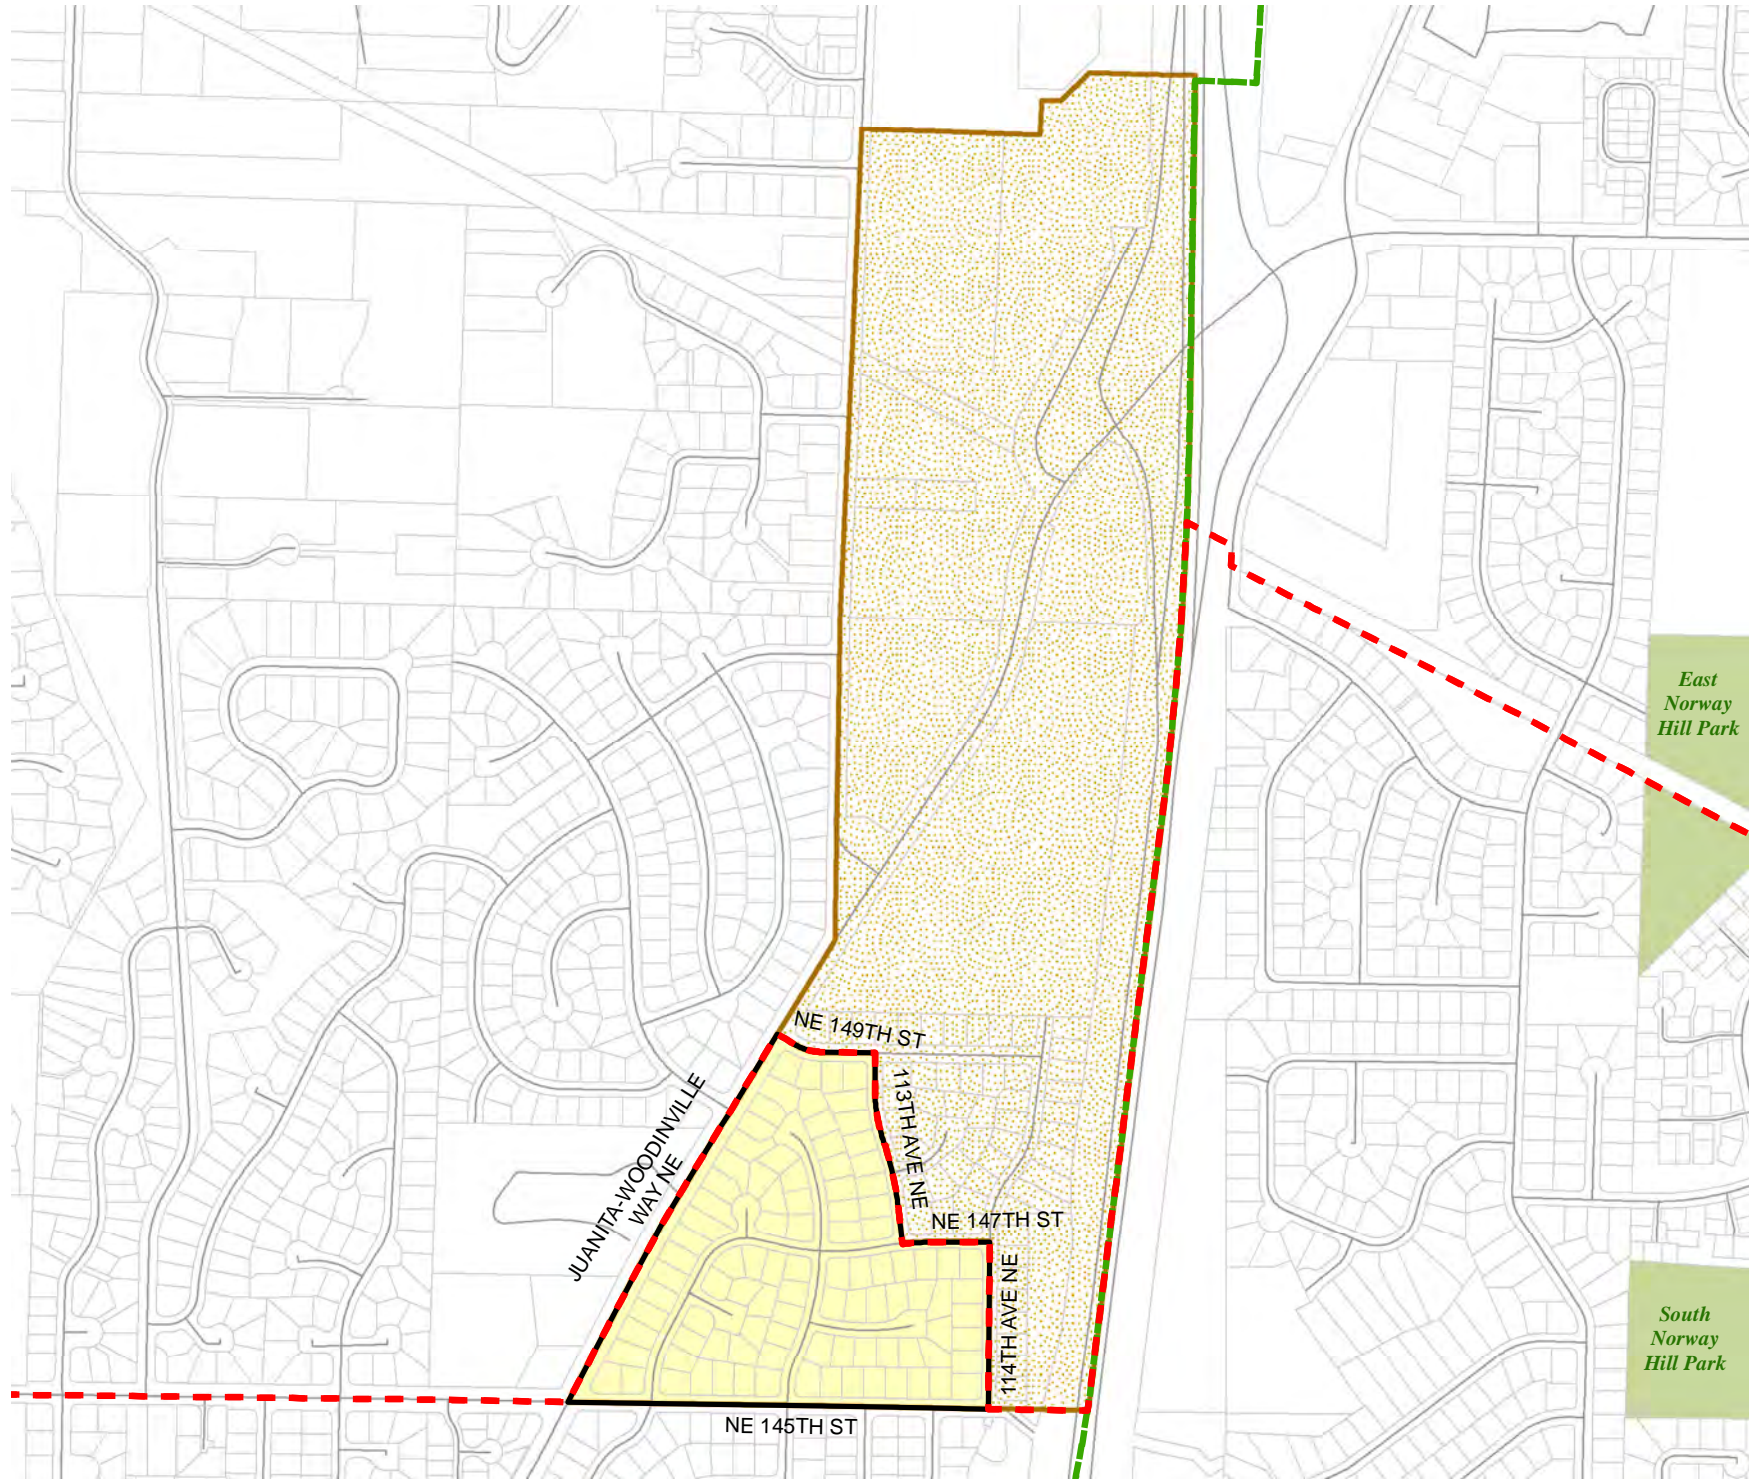 East
Norway
Hill Park
NE 149TH ST
113TH AVE NE
JUANITA-WOODINVILLE
WAY NE
NE 147TH ST
114TH AVE NE
South
Norway
Hill Park
NE 145TH ST